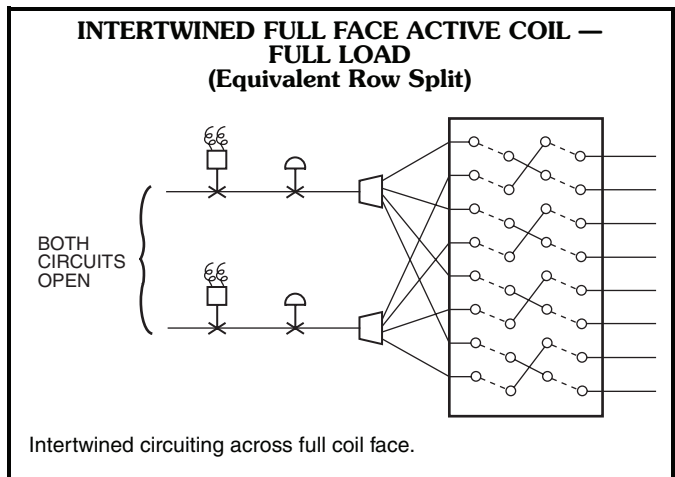 INTERTWINED FULL FACE ACTIVE COIL —
FULL LOAD
(Equivalent Row Split)
BOTH
CIRCUITS
OPEN
Intertwined circuiting across full coil face.